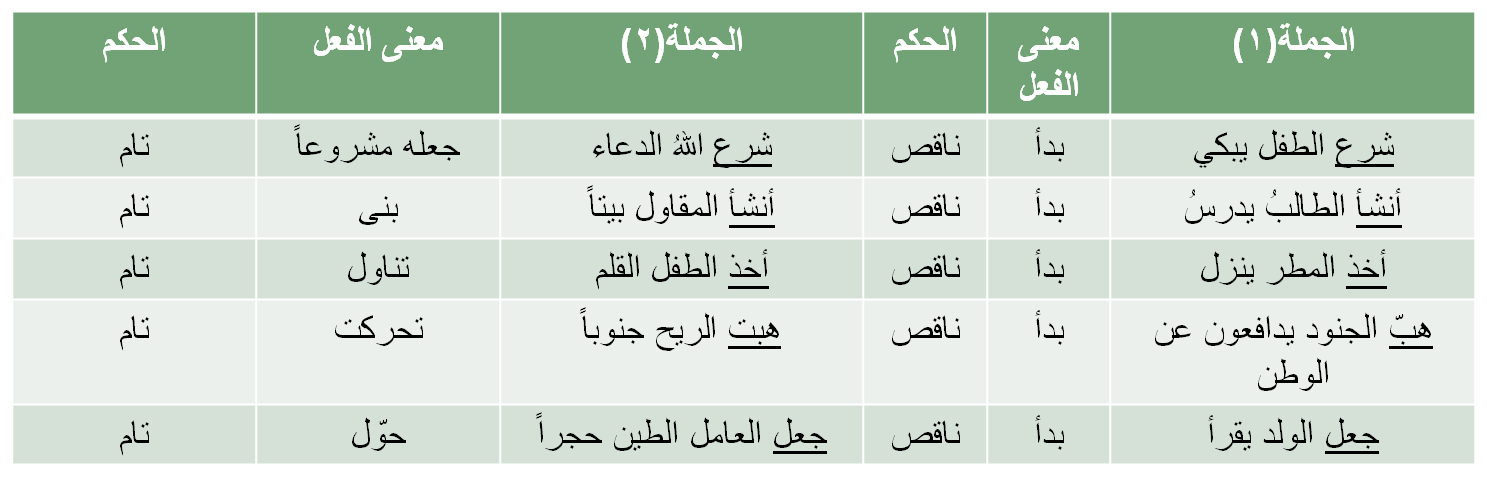 الجملة(١) معنى الفعل الحكم الجملة(٢) معنى الفعل الحكم
شرع الطفل يبكي بدأ ناقص شرع اللهُ الدعاء جعله مشروعاً تام
أنشأ الطالبُ يدرسُ بدأ ناقص أنشأ المقاول بيتاً بنى تام
أخذ المطر ينزل بدأ ناقص أخذ الطفل القلم تناول تام
هبّ الجنود يدافعون عن الوطن بدأ ناقص هبت الريح جنوباً تحركت تام
جعل الولد يقرأ بدأ ناقص جعل العامل الطين حجراً حوّل تام